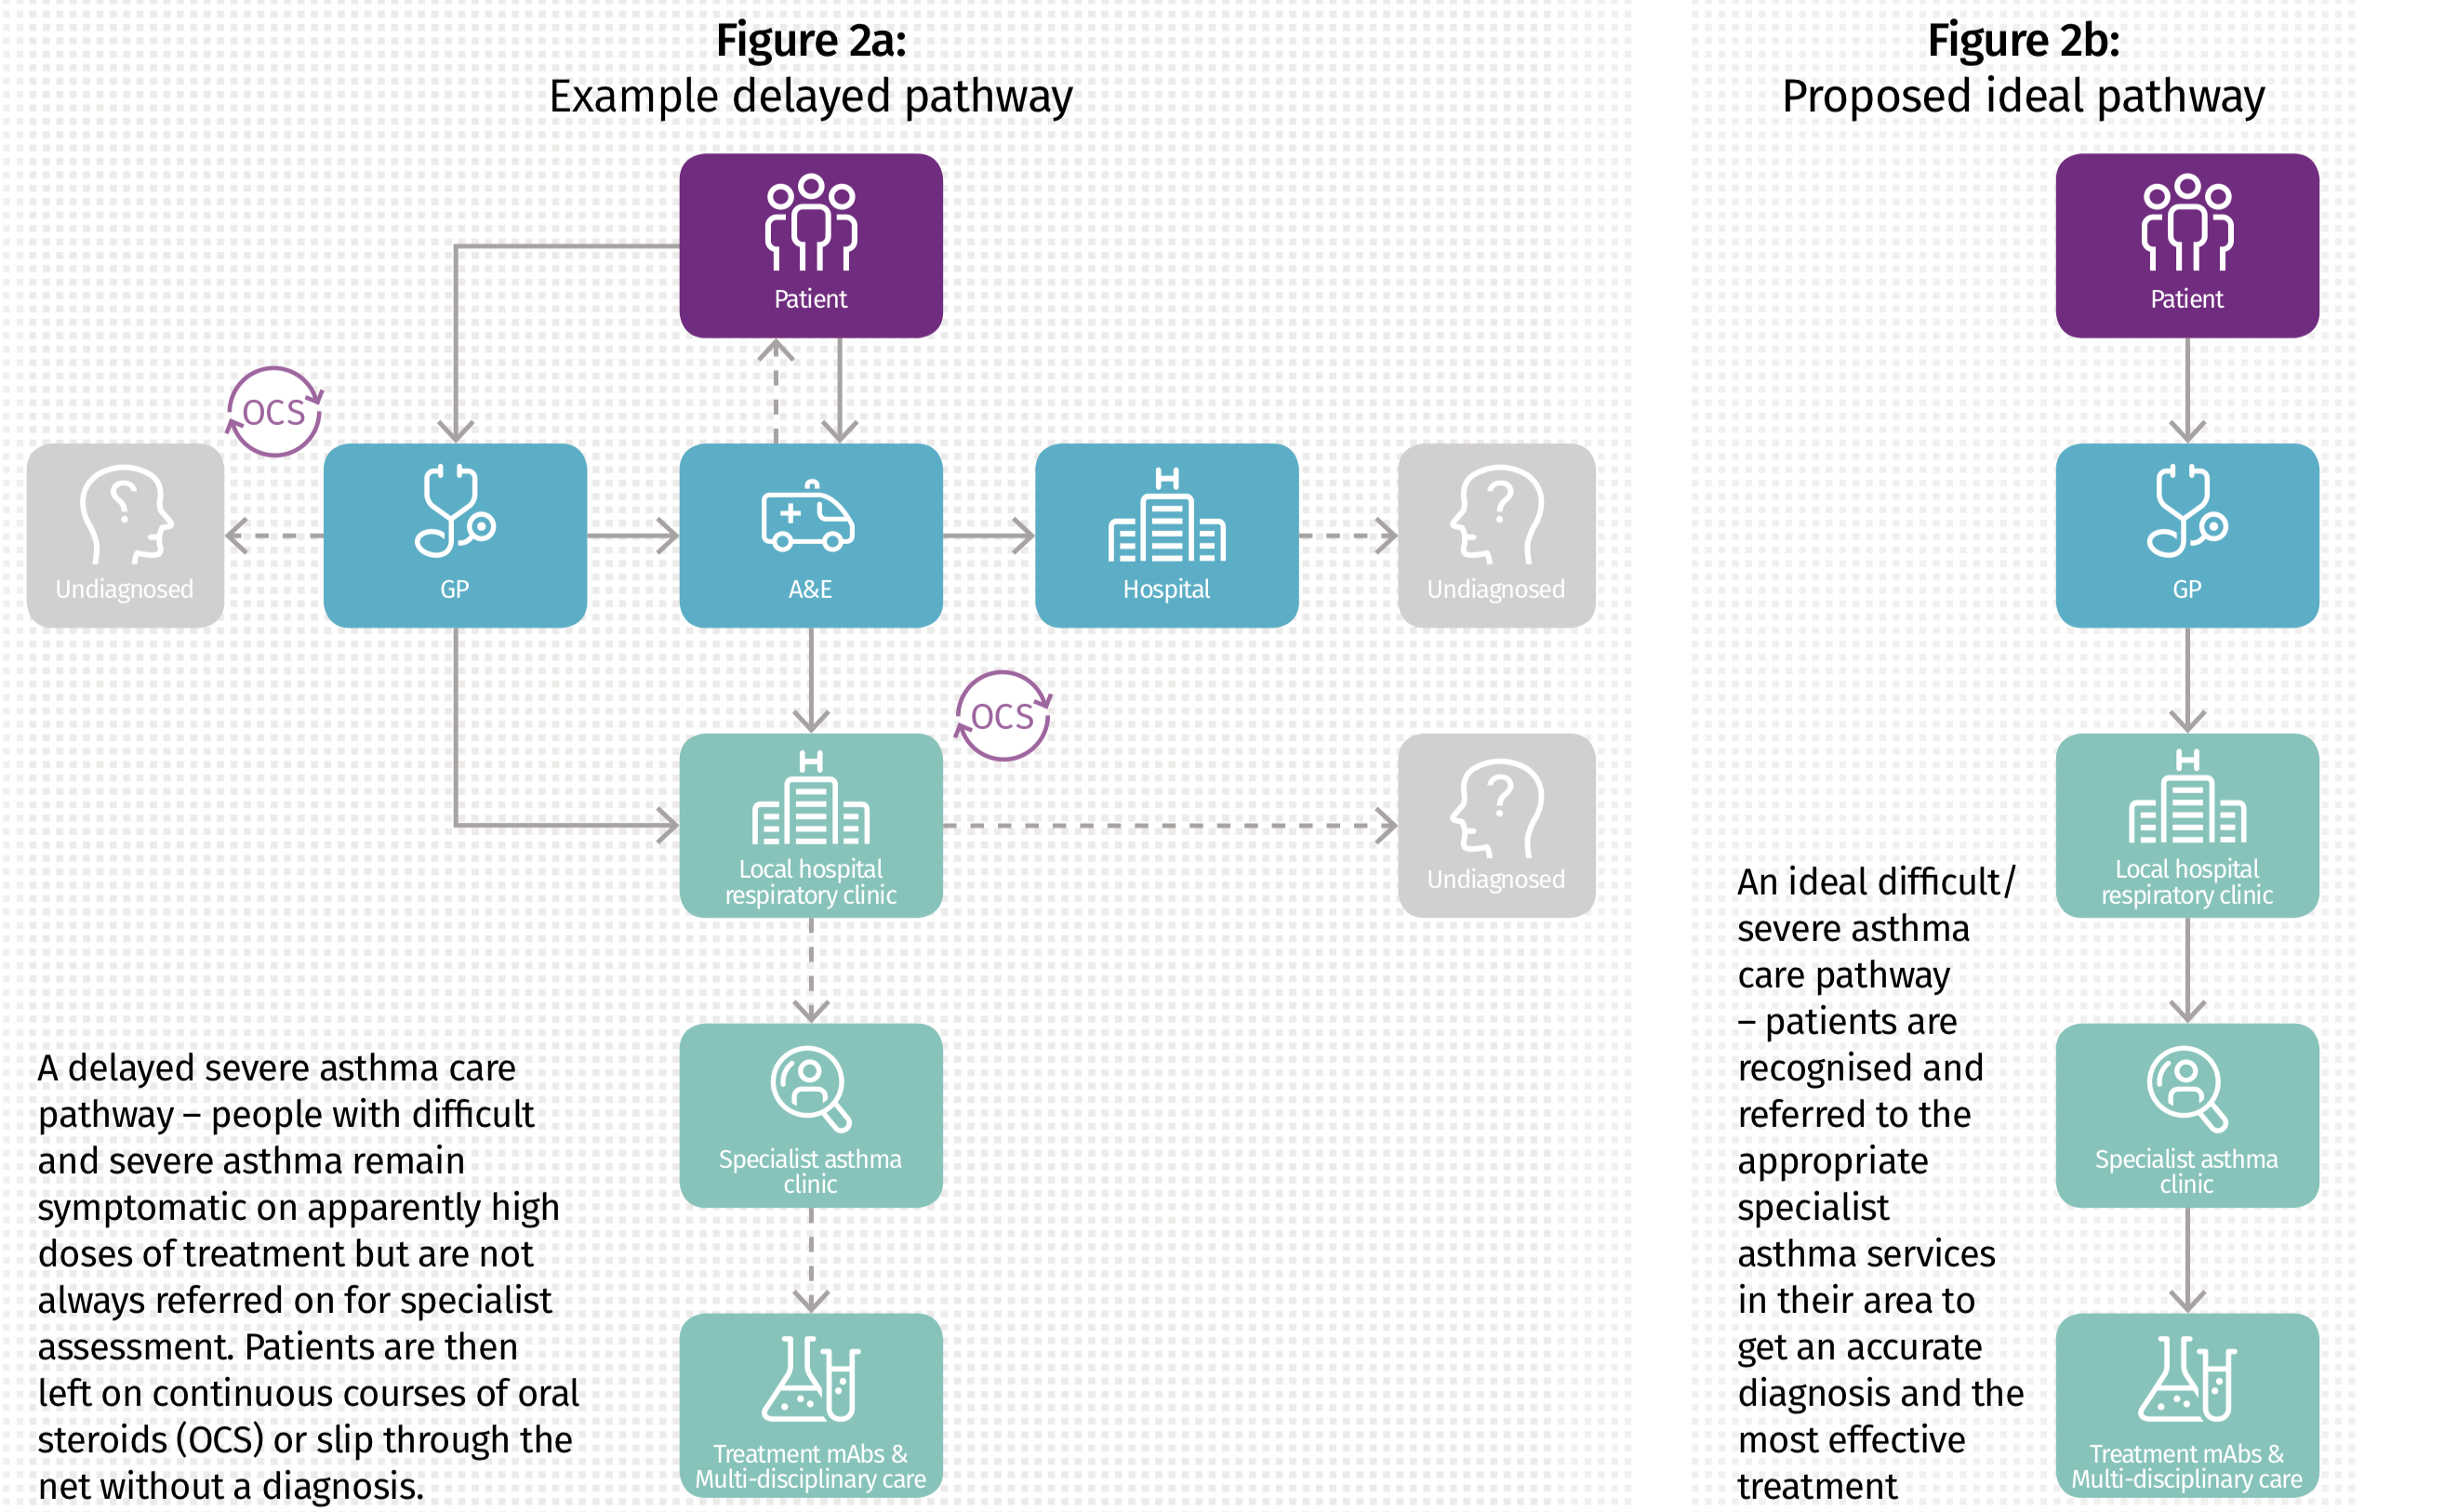 Figure 2a:
Example delayed pathway
Patient
OCS
Undiagnosed
GP
A&E
H
Hospital
?
Undiagnosed
OCS
H
Local hospital
respiratory clinic
?
Undiagnosed
Specialist asthma
clinic
Treatment mAbs &
Multi-disciplinary care
A delayed severe asthma care
pathway – people with difficult
and severe asthma remain
symptomatic on apparently high
doses of treatment but are not
always referred on for specialist
assessment. Patients are then
left on continuous courses of oral
steroids (OCS) or slip through the
net without a diagnosis.
Figure 2b:
Proposed ideal pathway
Patient
GP
H
Local hospital
respiratory clinic
Specialist asthma
clinic
Treatment mAbs &
Multi-disciplinary care
An ideal difficult/
severe asthma
care pathway
– patients are
recognised and
referred to the
appropriate
specialist
asthma services
in their area to
get an accurate
diagnosis and the
most effective
treatment